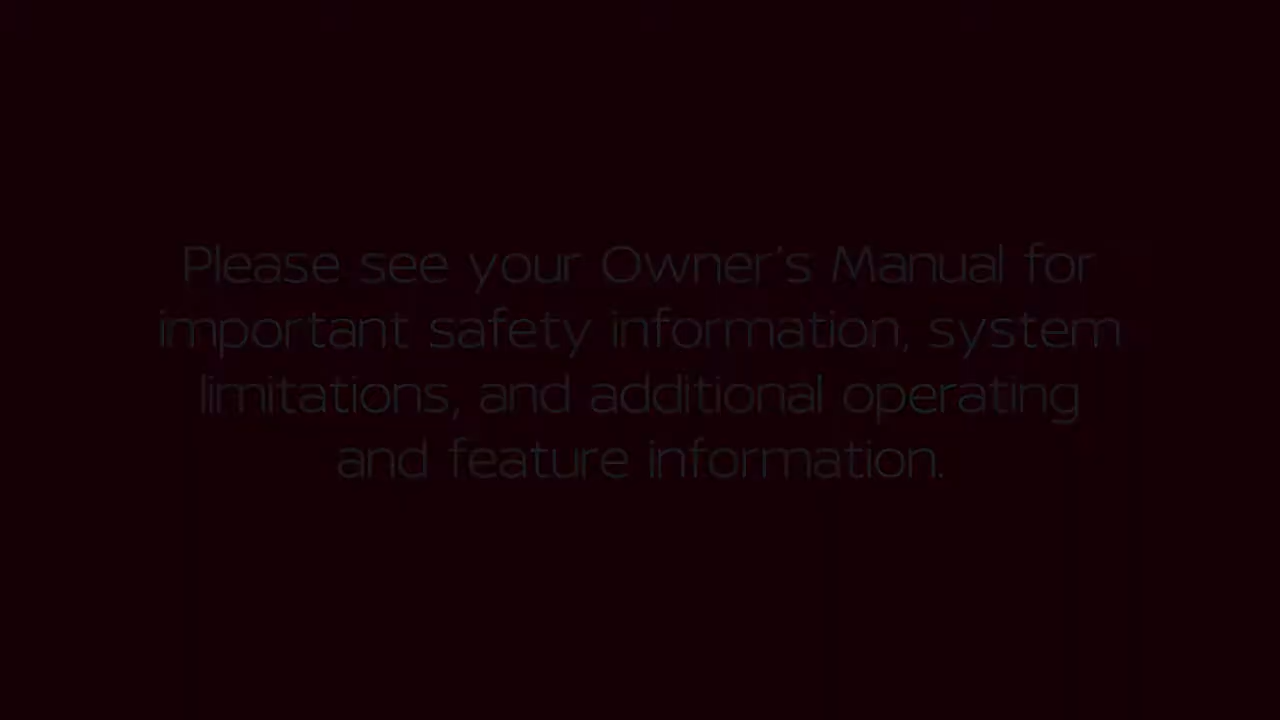 Please see your Owner's Manual for
important safety information, system
limitations, and additional operating
and feature information.